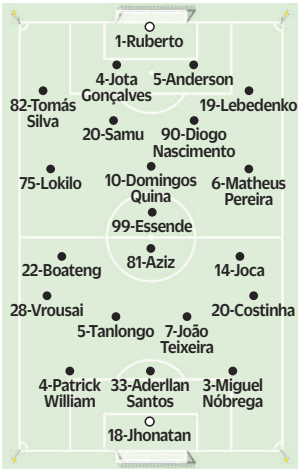 1-Ruberto
4-Jota
Gonçalves
5-Anderson
82-Tomás
Silva
19-Lebedenko
20-Samu
90-Diogo
Nascimento
75-Lokilo
10-Domingos
Quina
6-Matheus
Pereira
99-Essende
81-Aziz
22-Boateng
14-Joca
28-Vrousai
20-Costinha
5-Tanlongo
7-João
Teixeira
4-Patrick
William
33-Aderllan
Santos
3-Miguel
Nóbrega
18-Jhonatan